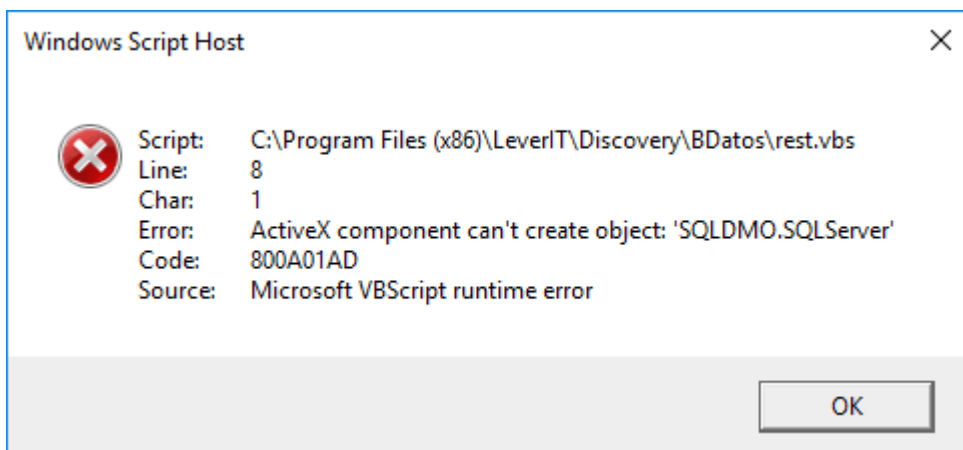 Windows Script Host
Script: C:\Program Files (x86)\LeverIT\Discovery\BDatos\rest.vbs
Line: 8
Char: 1
Error: ActiveX component can't create object: 'SQLDMO.SQLServer'
Code: 800A01AD
Source: Microsoft VBScript runtime error
OK